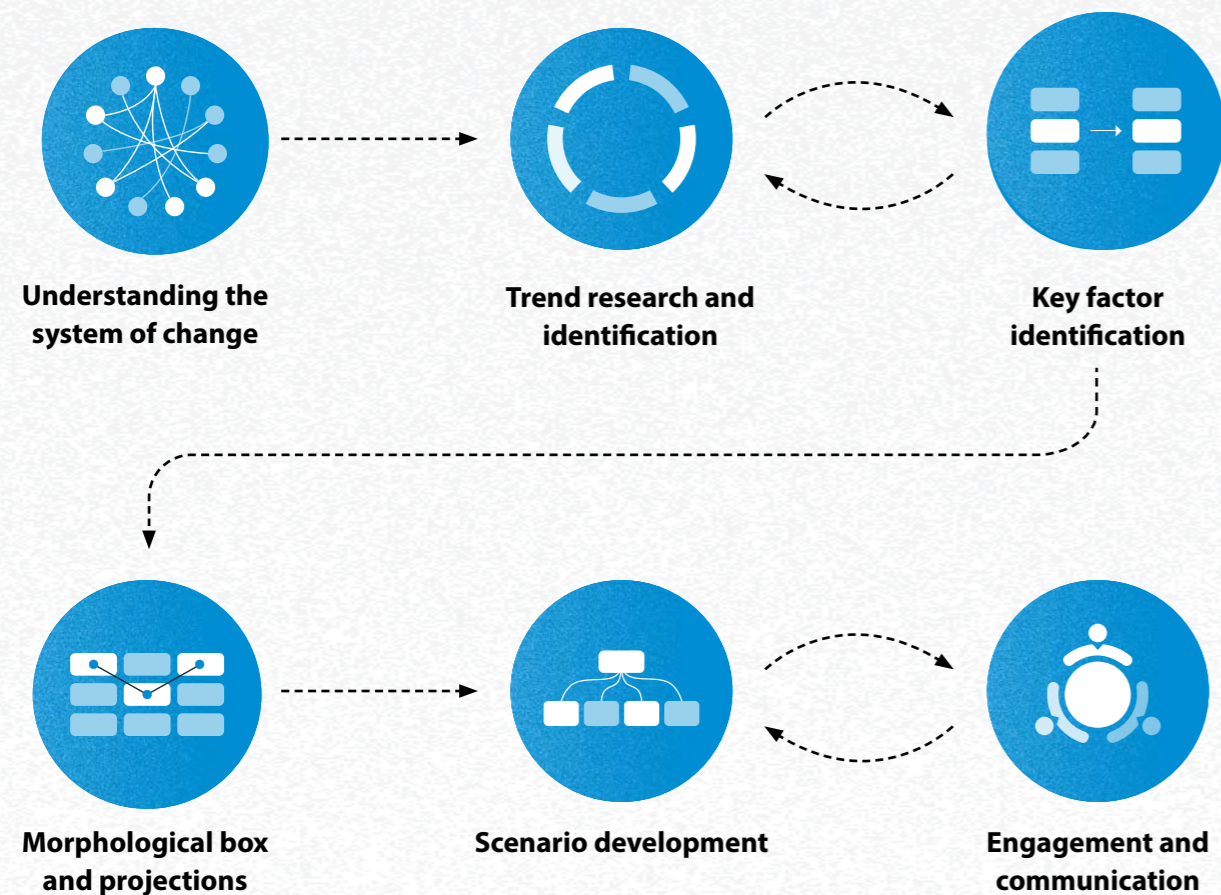 Understanding the
system of change
Trend research and
identification
Key factor
identification
Morphological box
and projections
Scenario development
Engagement and
communication